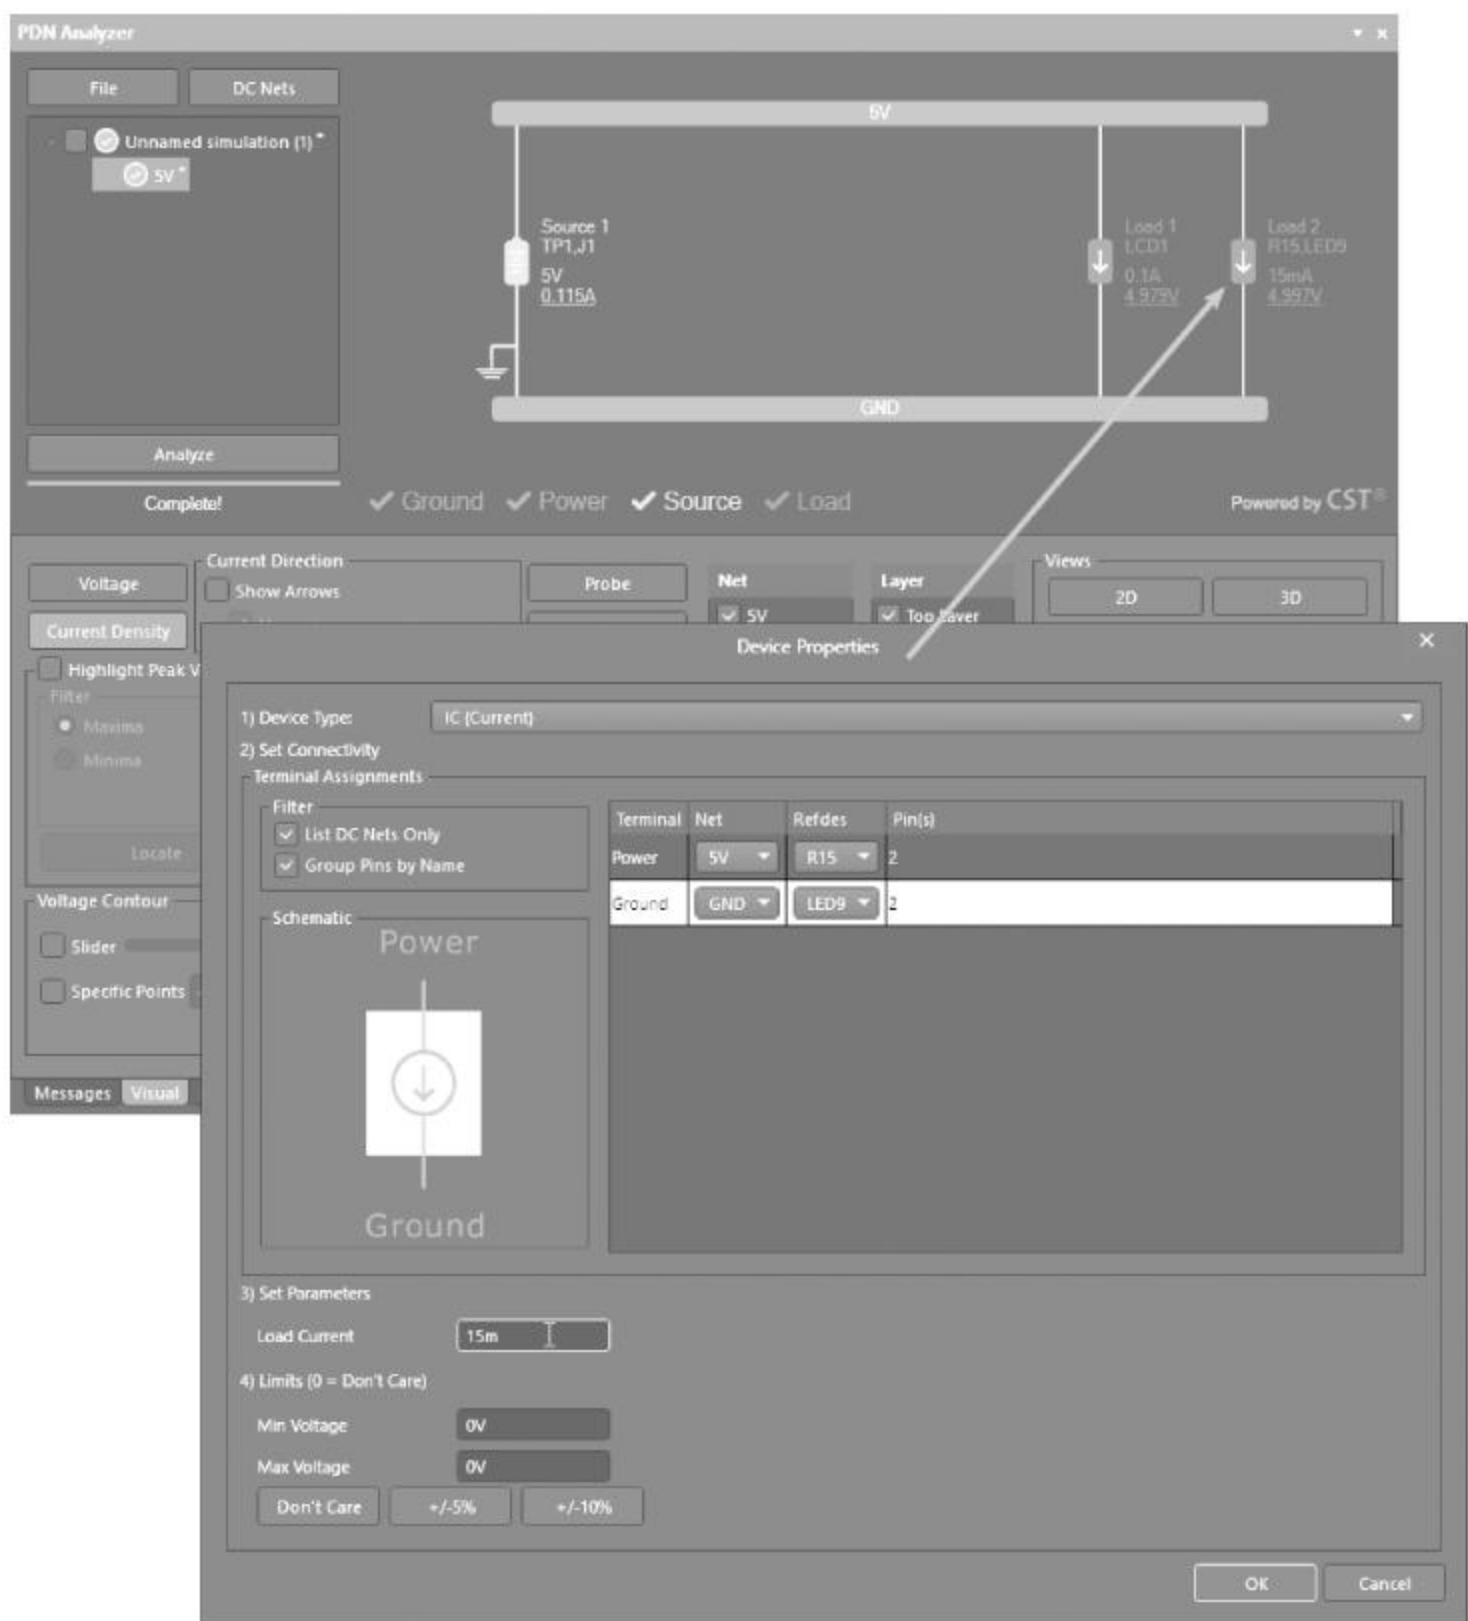 PDN Analyzer
File
DC Nets
Unnamed simulation (1) *
5V *
Analyze
Complete!
5V
Source 1
TP1,J1
5V
0.115A
Load 1
LCD1
0.1A
4.979V
Load 2
R15,LED9
15mA
4.997V
GND
Ground
Power
Source
Load
Powered by CST®
Voltage
Current Density
Current Direction
Show Arrows
Probe
Net
5V
Layer
Top Layer
Views
2D
3D
Highlight Peak V
Filter
Maxima
Minima
Locate
Voltage Contour
Slider
Specific Points
Messages
Visual
Device Properties
1) Device Type:
IC (Current)
2) Set Connectivity
Terminal Assignments
Filter
List DC Nets Only
Group Pins by Name
Schematic
Power
Ground
Terminal Net Refdes Pin(s)
Power 5V R15 2
Ground GND LED9 2
3) Set Parameters
Load Current 15m
4) Limits (0 = Don't Care)
Min Voltage 0V
Max Voltage 0V
Don't Care
+/-5%
+/-10%
OK
Cancel